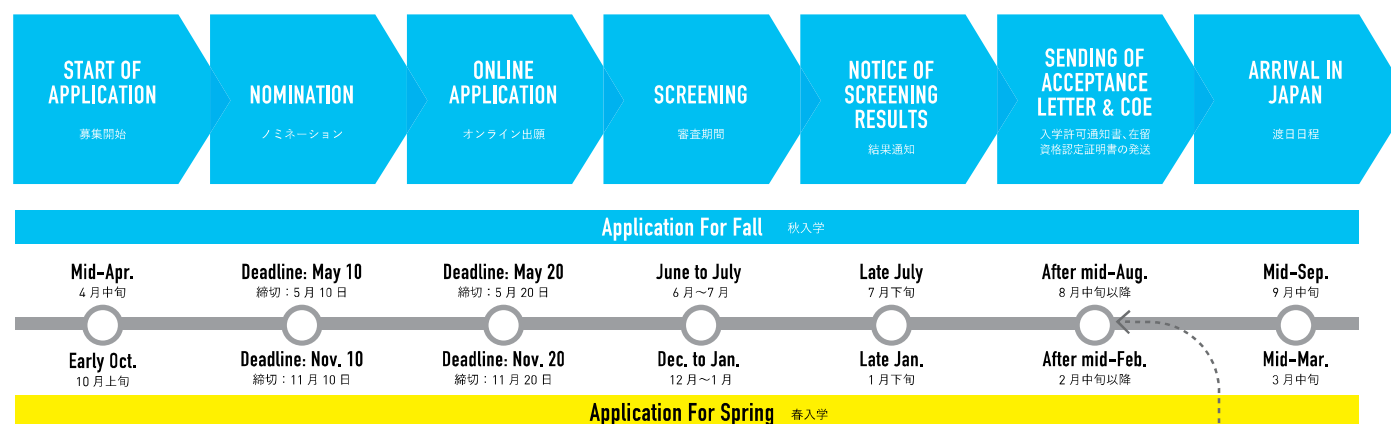 START OF
APPLICATION
募集開始
NOMINATION
ノミネーション
ONLINE
APPLICATION
オンライン出願
SCREENING
審査期間
NOTICE OF
SCREENING
RESULTS
結果通知
SENDING OF
ACCEPTANCE
LETTER & COE
入学許可通知書、在留
資格認定証明書の発送
ARRIVAL IN
JAPAN
渡日日程
Application For Fall 秋入学
Mid-Apr.
4月中旬
Deadline: May 10
締切：5月10日
Deadline: May 20
締切：5月20日
June to July
6月～7月
Late July
7月下旬
After mid-Aug.
8月中旬以降
Mid-Sep.
9月中旬
Early Oct.
10月上旬
Deadline: Nov. 10
締切：11月10日
Deadline: Nov. 20
締切：11月20日
Dec. to Jan.
12月～1月
Late Jan.
1月下旬
After mid-Feb.
2月中旬以降
Mid-Mar.
3月中旬
Application For Spring 春入学